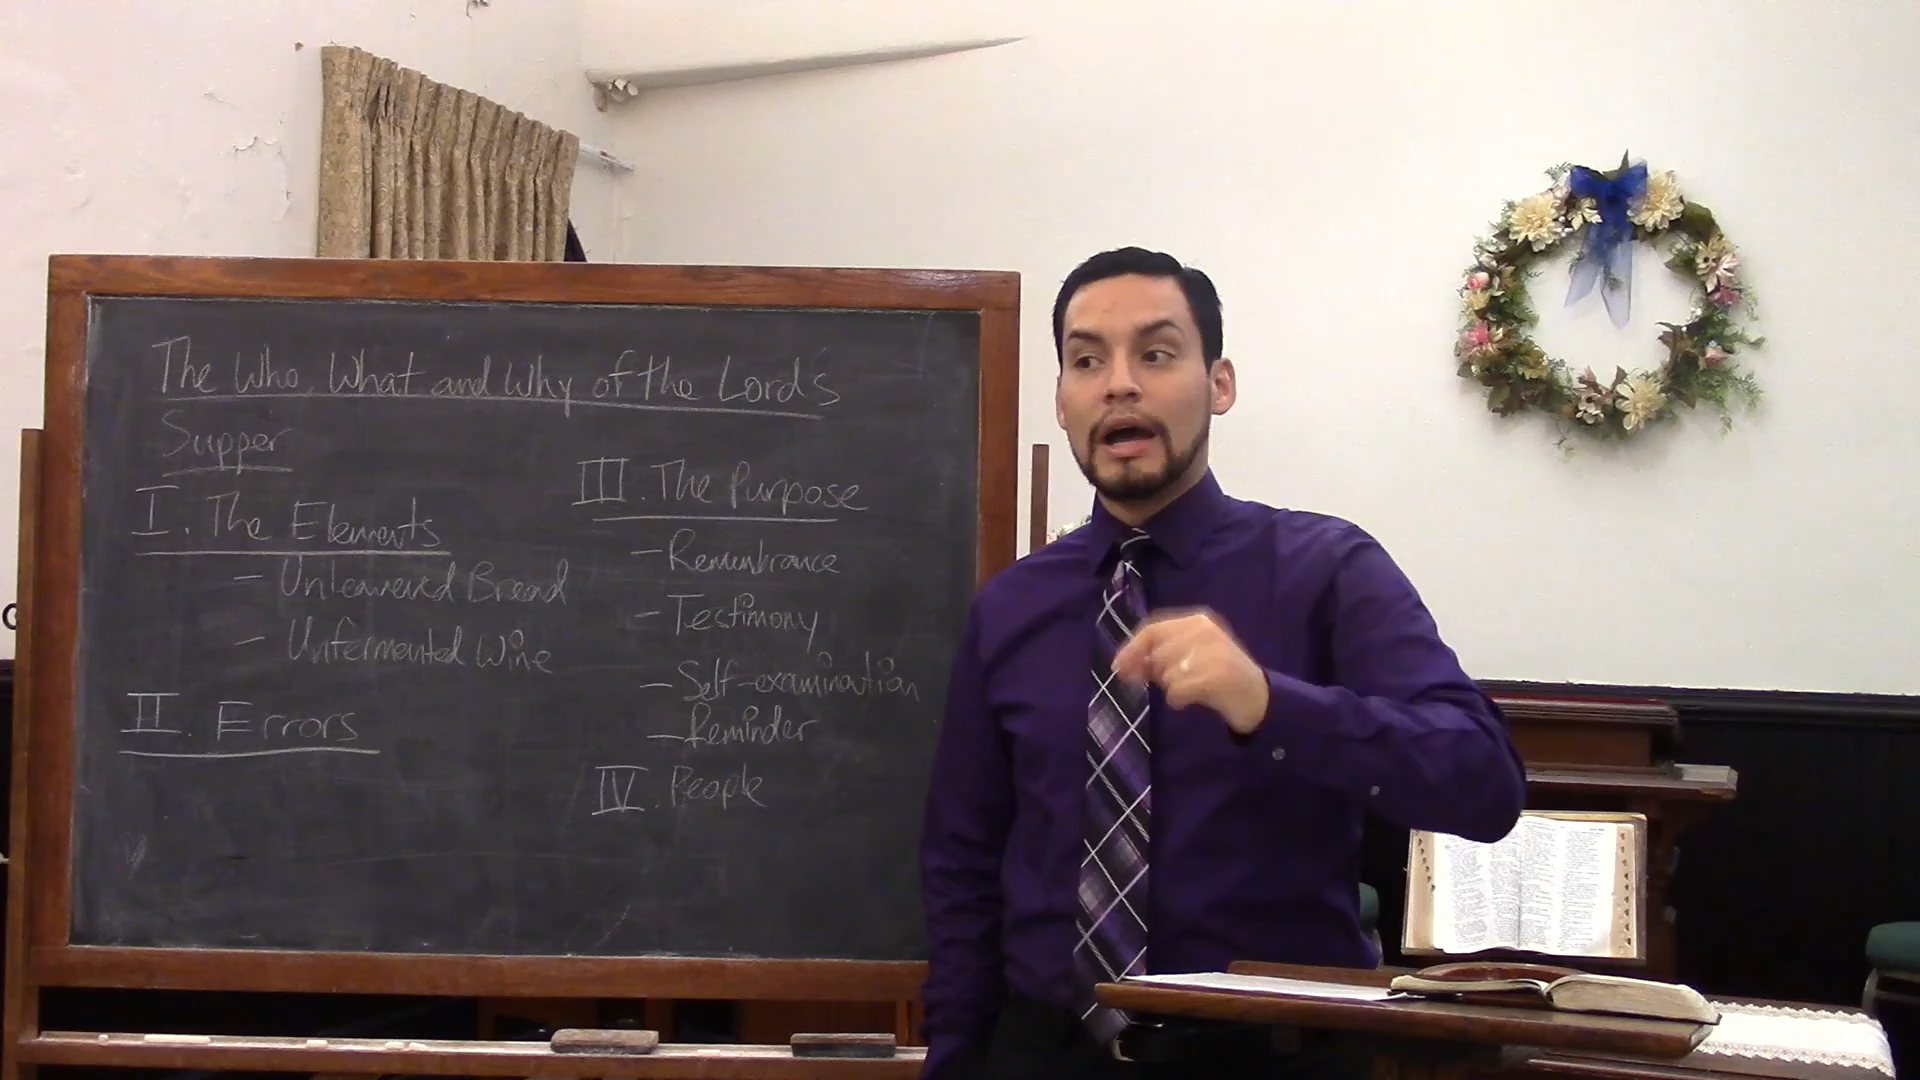 The Who, What and Why of the Lord's
Supper
I. The Elements
- Unleavened Bread
- Unfermented Wine
II. Errors
III. The Purpose
- Remembrance
- Testimony
- Self-examination
- Reminder
IV. People